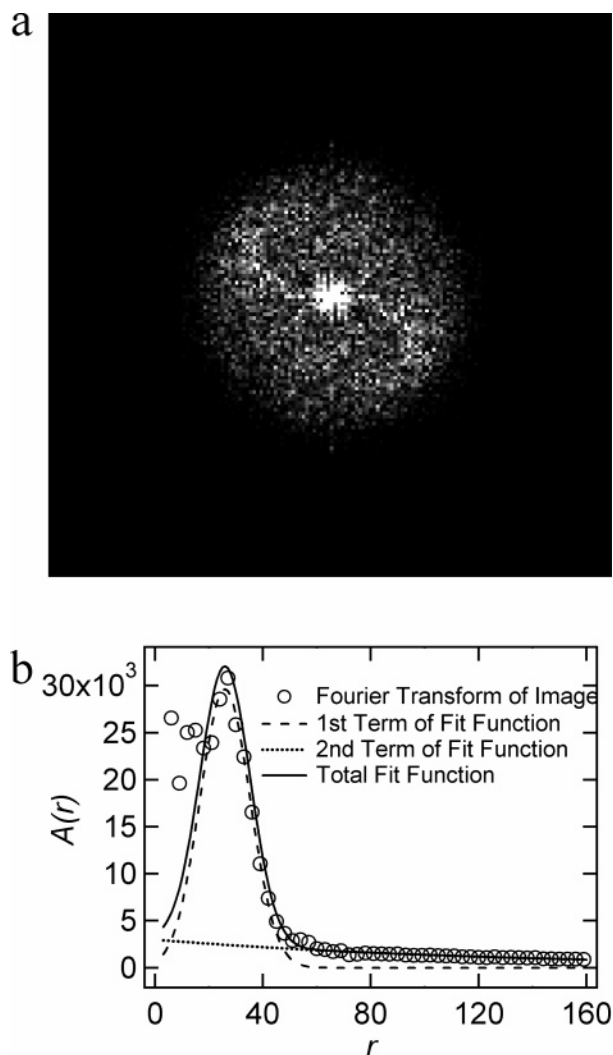 a
b
30x10³
25
20
15
10
5
0
A(r)
Fourier Transform of Image
1st Term of Fit Function
2nd Term of Fit Function
Total Fit Function
0 40 80 120 160
r